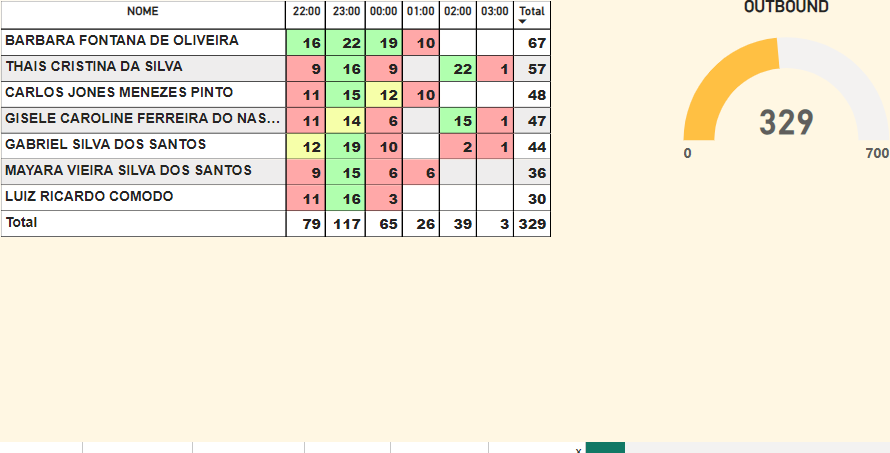 NOME 22:00 23:00 00:00 01:00 02:00 03:00 Total
BARBARA FONTANA DE OLIVEIRA 16 22 19 10 67
THAIS CRISTINA DA SILVA 9 16 9 22 1 57
CARLOS JONES MENEZES PINTO 11 15 12 10 48
GISELE CAROLINE FERREIRA DO NAS... 11 14 6 15 1 47
GABRIEL SILVA DOS SANTOS 12 19 10 2 1 44
MAYARA VIEIRA SILVA DOS SANTOS 9 15 6 6 36
LUIZ RICARDO COMODO 11 16 3 30
Total 79 117 65 26 39 3 329
OUTBOUND
329
0 700
x